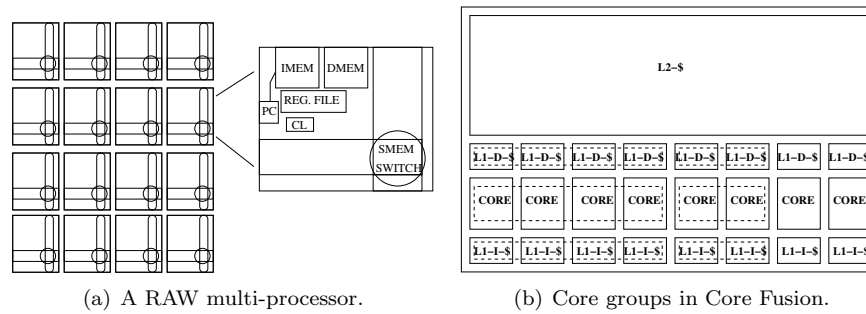 IMEM DMEM
REG. FILE
PC
CL
SMEM
SWITCH
L2-$
L1-D-$ L1-D-$ L1-D-$ L1-D-$ L1-D-$ L1-D-$ L1-D-$ L1-D-$
CORE CORE CORE CORE CORE CORE CORE CORE
L1-I-$ L1-I-$ L1-I-$ L1-I-$ L1-I-$ L1-I-$ L1-I-$ L1-I-$
(a) A RAW multi-processor.
(b) Core groups in Core Fusion.